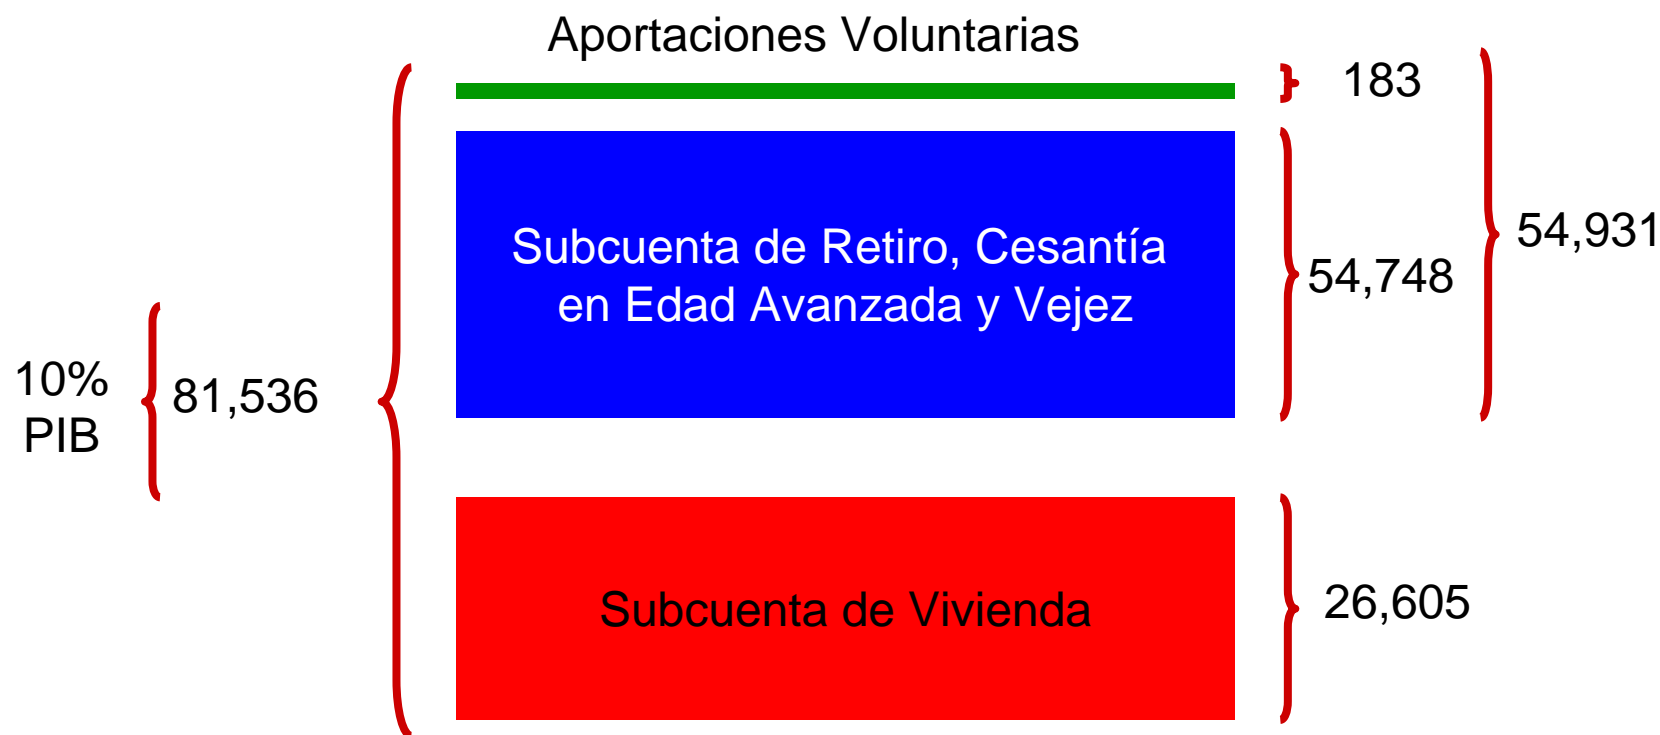 Aportaciones Voluntarias
183
54,931
Subcuenta de Retiro, Cesantía
en Edad Avanzada y Vejez
54,748
10%
PIB
81,536
Subcuenta de Vivienda
26,605